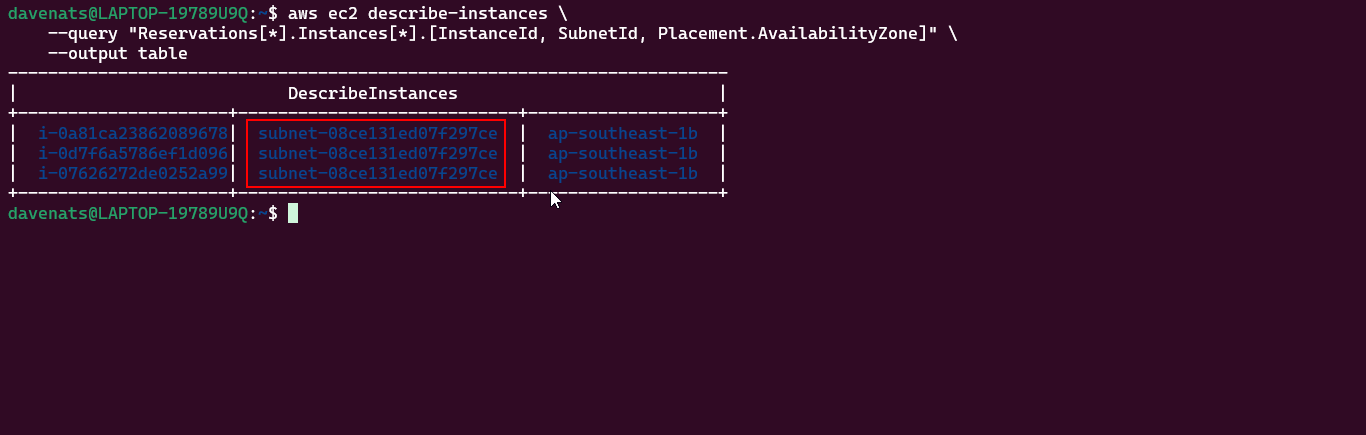 davenats@LAPTOP-19789U9Q:~$ aws ec2 describe-instances \
    --query "Reservations[*].Instances[*].[InstanceId, SubnetId, Placement.AvailabilityZone]" \
    --output table
------------------------------------------------------------------------
|                           DescribeInstances                          |
+---------------------+----------------------------+-------------------+
|  i-0a81ca23862089678|  subnet-08ce131ed07f297ce  |  ap-southeast-1b  |
|  i-0d7f6a5786ef1d096|  subnet-08ce131ed07f297ce  |  ap-southeast-1b  |
|  i-07626272de0252a99|  subnet-08ce131ed07f297ce  |  ap-southeast-1b  |
+---------------------+----------------------------+-------------------+
davenats@LAPTOP-19789U9Q:~$